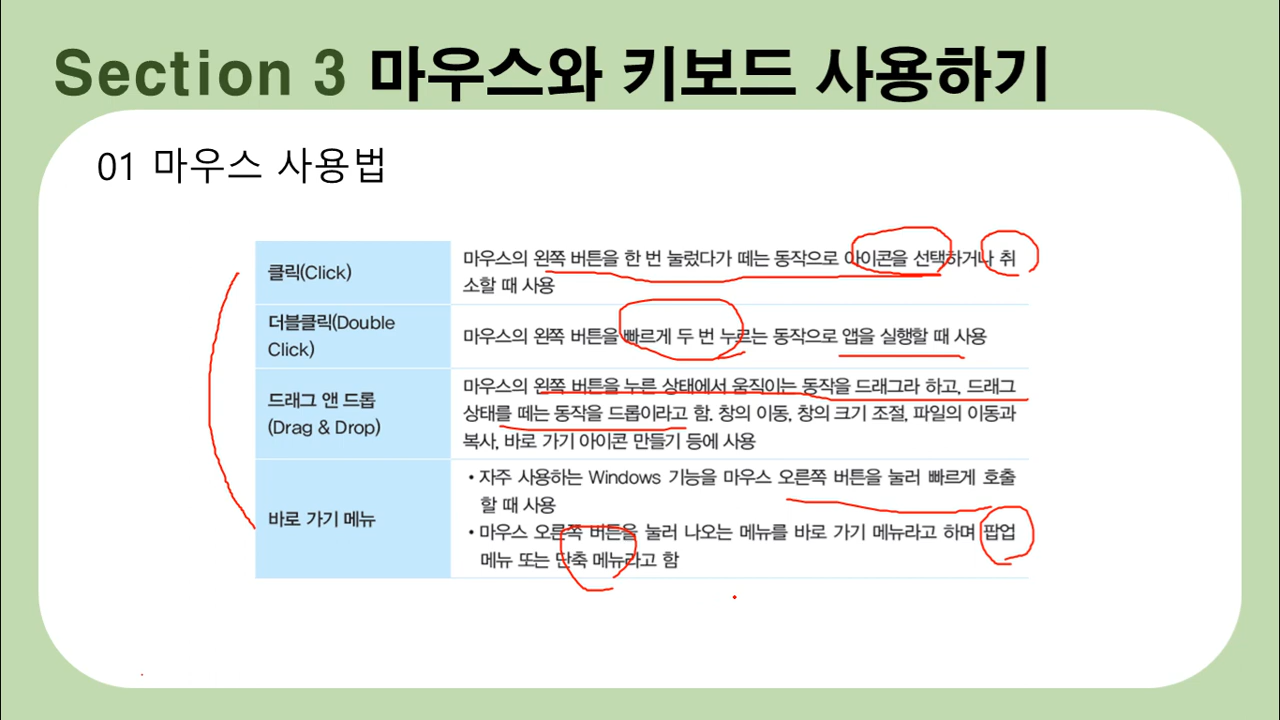 Section 3 마우스와 키보드 사용하기
01 마우스 사용법
클릭(Click)
마우스의 왼쪽 버튼을 한 번 눌렀다가 떼는 동작으로 아이콘을 선택하거나 취
소할 때 사용
더블클릭(Double
Click)
마우스의 왼쪽 버튼을 빠르게 두 번 누르는 동작으로 앱을 실행할 때 사용
드래그 앤 드롭
(Drag & Drop)
마우스의 왼쪽 버튼을 누른 상태에서 움직이는 동작을 드래그라 하고, 드래그
상태를 떼는 동작을 드롭이라고 함. 창의 이동, 창의 크기 조절, 파일의 이동과
복사, 바로 가기 아이콘 만들기 등에 사용
바로 가기 메뉴
• 자주 사용하는 Windows 기능을 마우스 오른쪽 버튼을 눌러 빠르게 호출
할 때 사용
• 마우스 오른쪽 버튼을 눌러 나오는 메뉴를 바로 가기 메뉴라고 하며 팝업
메뉴 또는 단축 메뉴라고 함